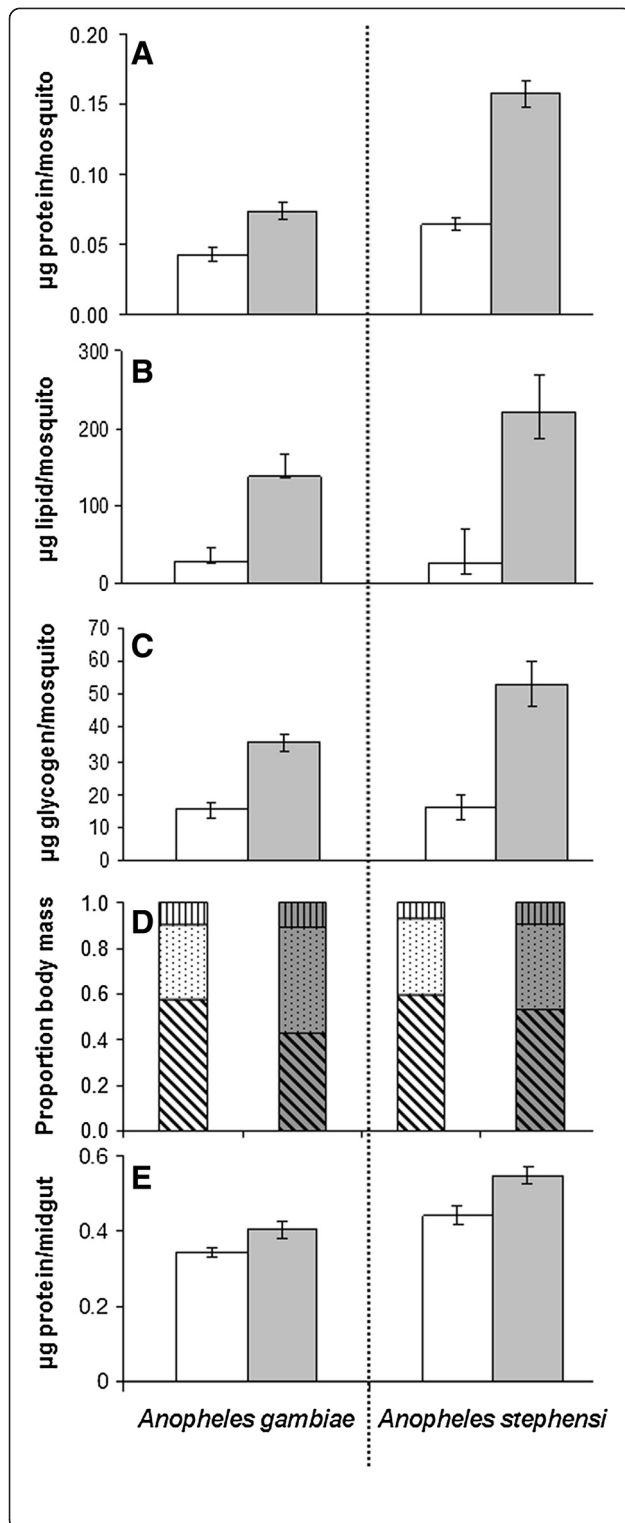 A
µg protein/mosquito
0.20
0.15
0.10
0.05
0.00
B
µg lipid/mosquito
300
200
100
0
C
µg glycogen/mosquito
70
60
50
40
30
20
10
0
D
Proportion body mass
1.0
0.8
0.6
0.4
0.2
0.0
E
µg protein/midgut
0.6
0.4
0.2
0
Anopheles gambiae
Anopheles stephensi